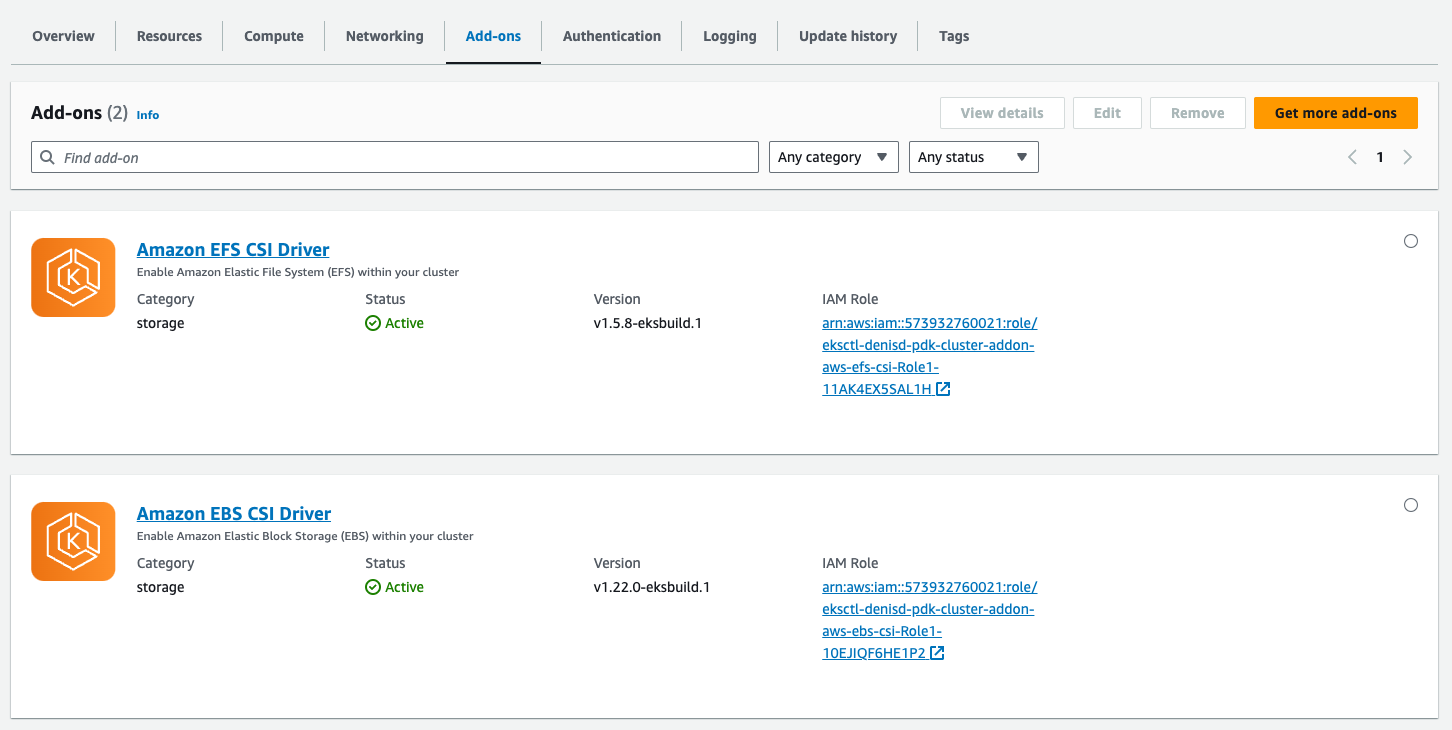 Overview Resources Compute Networking Add-ons Authentication Logging Update history Tags
Add-ons (2) Info View details Edit Remove Get more add-ons
Find add-on Any category Any status 1
Amazon EFS CSI Driver
Enable Amazon Elastic File System (EFS) within your cluster
Category Status Version IAM Role
storage Active v1.5.8-eksbuild.1 arn:aws:iam::573932760021:role/
eksctl-denisd-pdk-cluster-addon-
aws-efs-csi-Role1-
11AK4EX5SAL1H
K
Amazon EBS CSI Driver
Enable Amazon Elastic Block Storage (EBS) within your cluster
Category Status Version IAM Role
storage Active v1.22.0-eksbuild.1 arn:aws:iam::573932760021:role/
eksctl-denisd-pdk-cluster-addon-
aws-ebs-csi-Role1-
10EJIQF6HE1P2
K